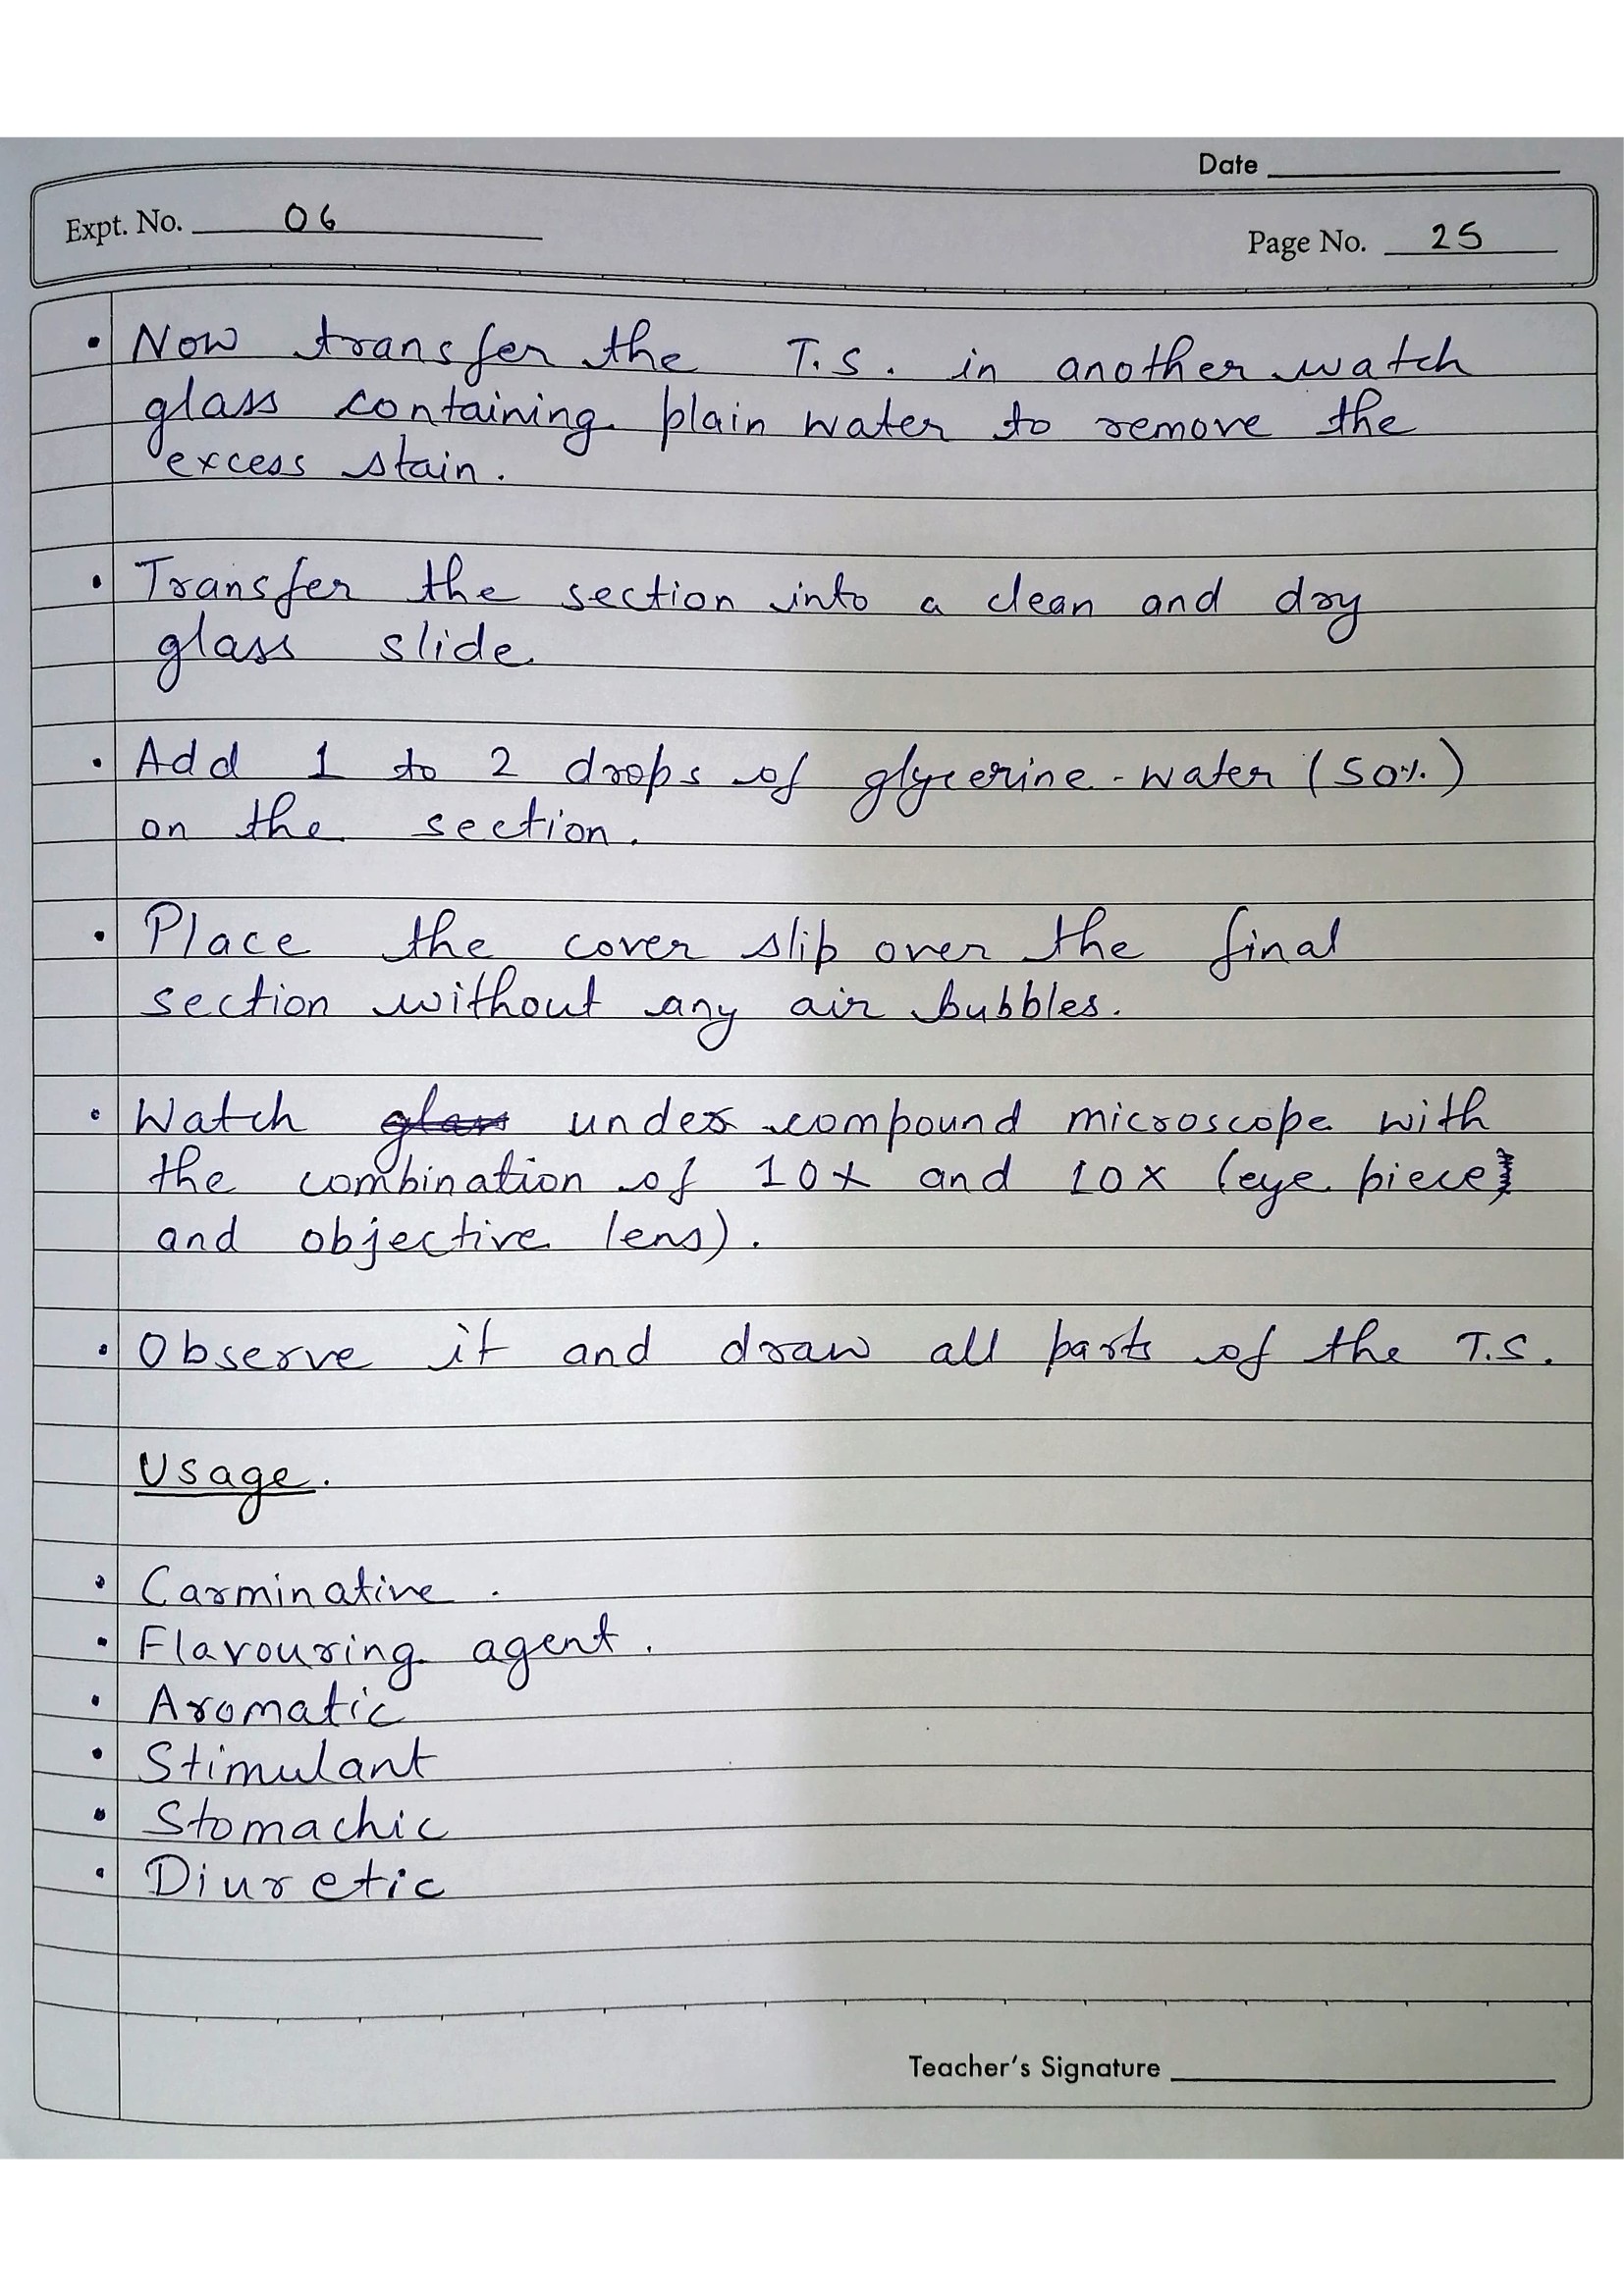 Date
Expt. No. 06
Page No. 25
• Now transfer the T.S. in another watch
glass containing plain water to remove the
excess stain.
• Transfer the section into a clean and dry
glass slide.
• Add 1 to 2 drops of glycerine-water (50%)
on the section.
• Place the cover slip over the final
section without any air bubbles.
• Watch glass under compound microscope with
the combination of 10x and 10x (eye piece
and objective lens).
• Observe it and draw all parts of the T.S.
Usage.
• Carminative.
• Flavouring agent.
• Aromatic
• Stimulant
• Stomachic
• Diuretic
Teacher's Signature